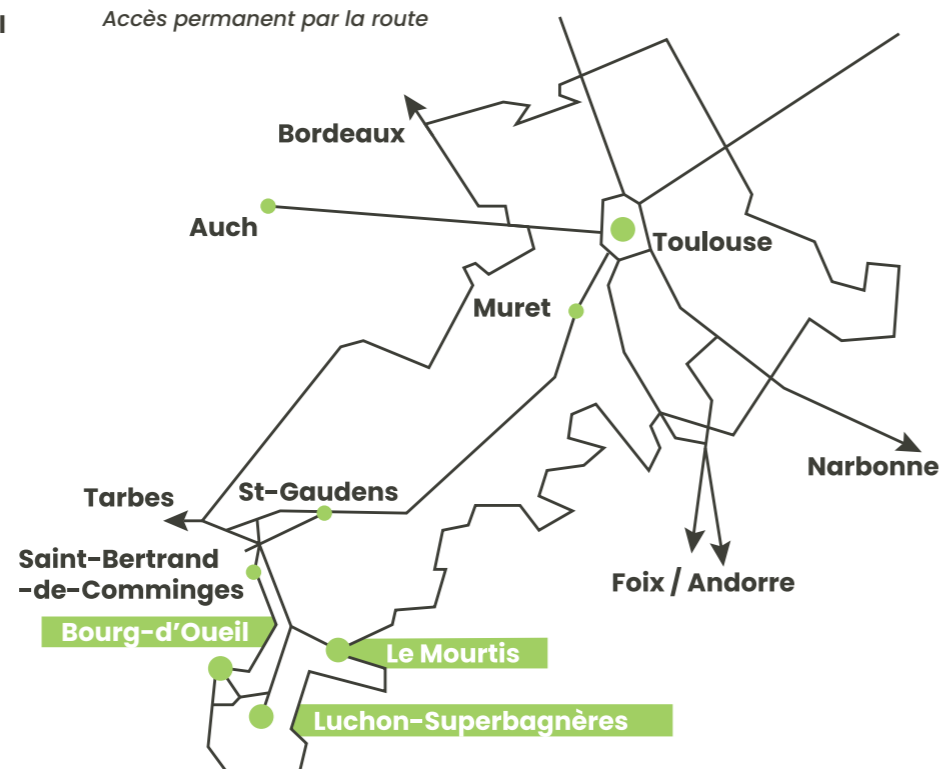 Accès permanent par la route
Bordeaux
Auch
Toulouse
Muret
Narbonne
Tarbes
St-Gaudens
Saint-Bertrand
-de-Comminges
Foix / Andorre
Bourg-d'Oueil
Le Mourtis
Luchon-Superbagnères